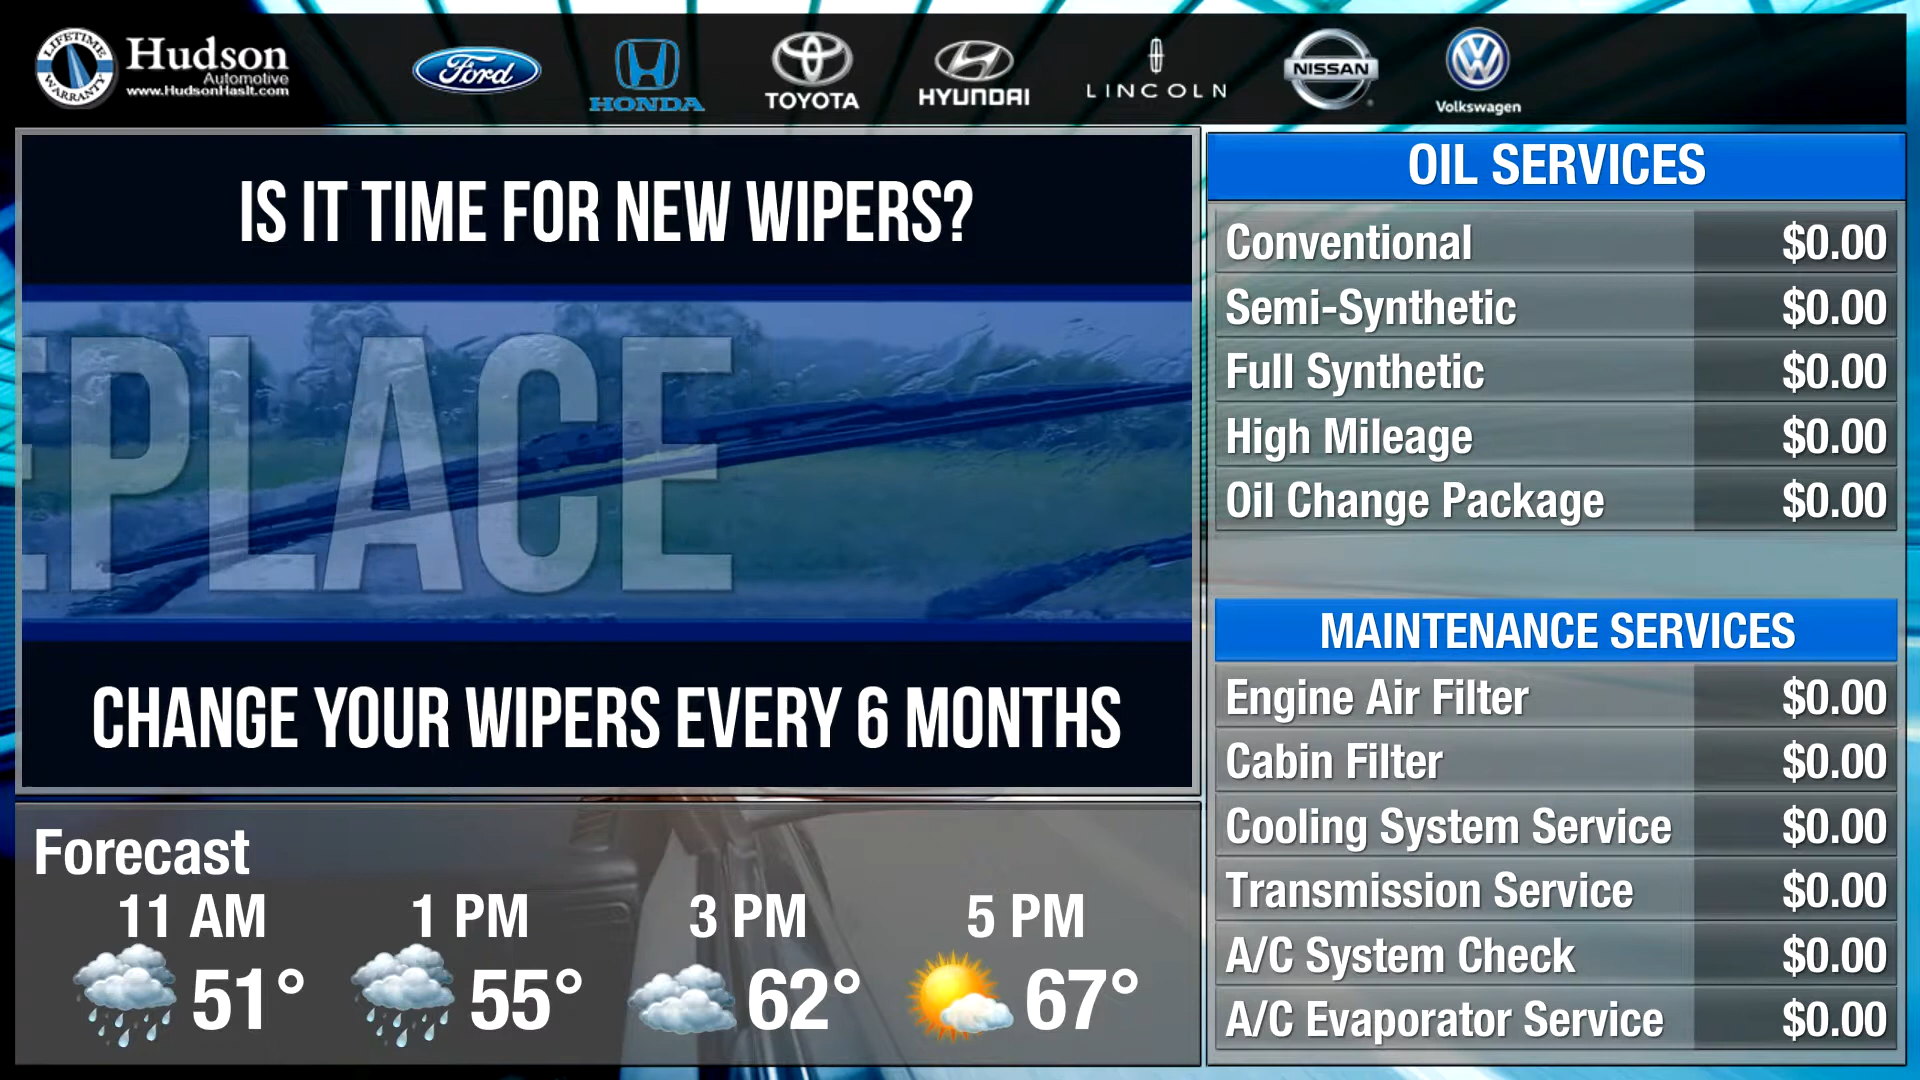 LIFETIME
WARRANTY
Hudson
Automotive
www.HudsonHasIt.com
Ford
HONDA
TOYOTA
HYUNDAI
LINCOLN
NISSAN
Volkswagen
IS IT TIME FOR NEW WIPERS?
EPLACE
CHANGE YOUR WIPERS EVERY 6 MONTHS
Forecast
11 AM 1 PM 3 PM 5 PM
51° 55° 62° 67°
OIL SERVICES
Conventional $0.00
Semi-Synthetic $0.00
Full Synthetic $0.00
High Mileage $0.00
Oil Change Package $0.00
MAINTENANCE SERVICES
Engine Air Filter $0.00
Cabin Filter $0.00
Cooling System Service $0.00
Transmission Service $0.00
A/C System Check $0.00
A/C Evaporator Service $0.00